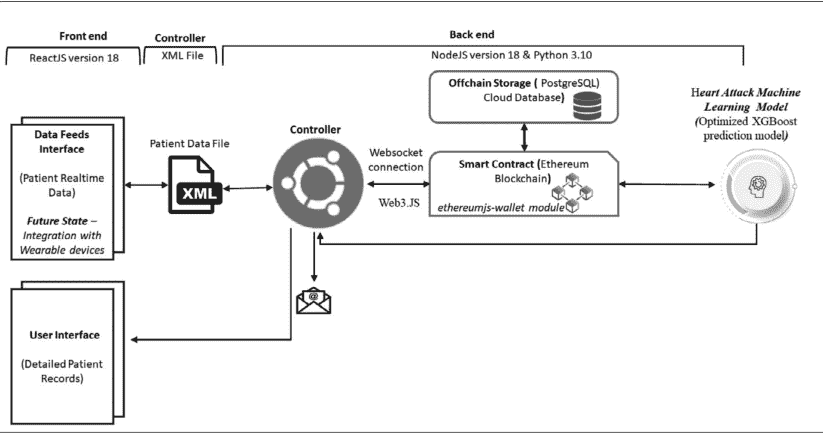 Front end
Controller
Back end
ReactJS version 18
XML File
NodeJS version 18 & Python 3.10
Offchain Storage ( PostgreSQL)
Cloud Database)
Heart Attack Machine
Learning Model
(Optimized XGBoost
prediction model)
Data Feeds
Interface
(Patient Realtime
Data)
Future State –
Integration with
Wearable devices
Patient Data File
XML
Controller
Websocket
connection
Web3.JS
Smart Contract (Ethereum
Blockchain)
ethereumjs-wallet module
@
User Interface
(Detailed Patient
Records)